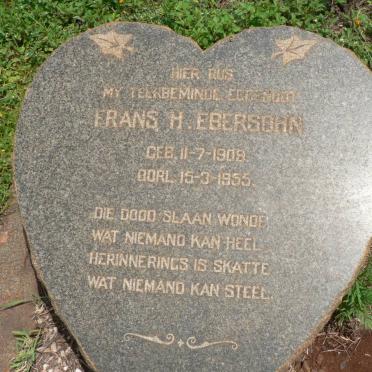 HIER RUS
MY TEERBEMINDE EGGENOOT
FRANS H. EBERSOHN
GEB. 11-7-1909.
OORL. 15-3-1955.
DIE DOOD SLAAN WONDE
WAT NIEMAND KAN HEEL.
HERINNERINGS IS SKATTE
WAT NIEMAND KAN STEEL.